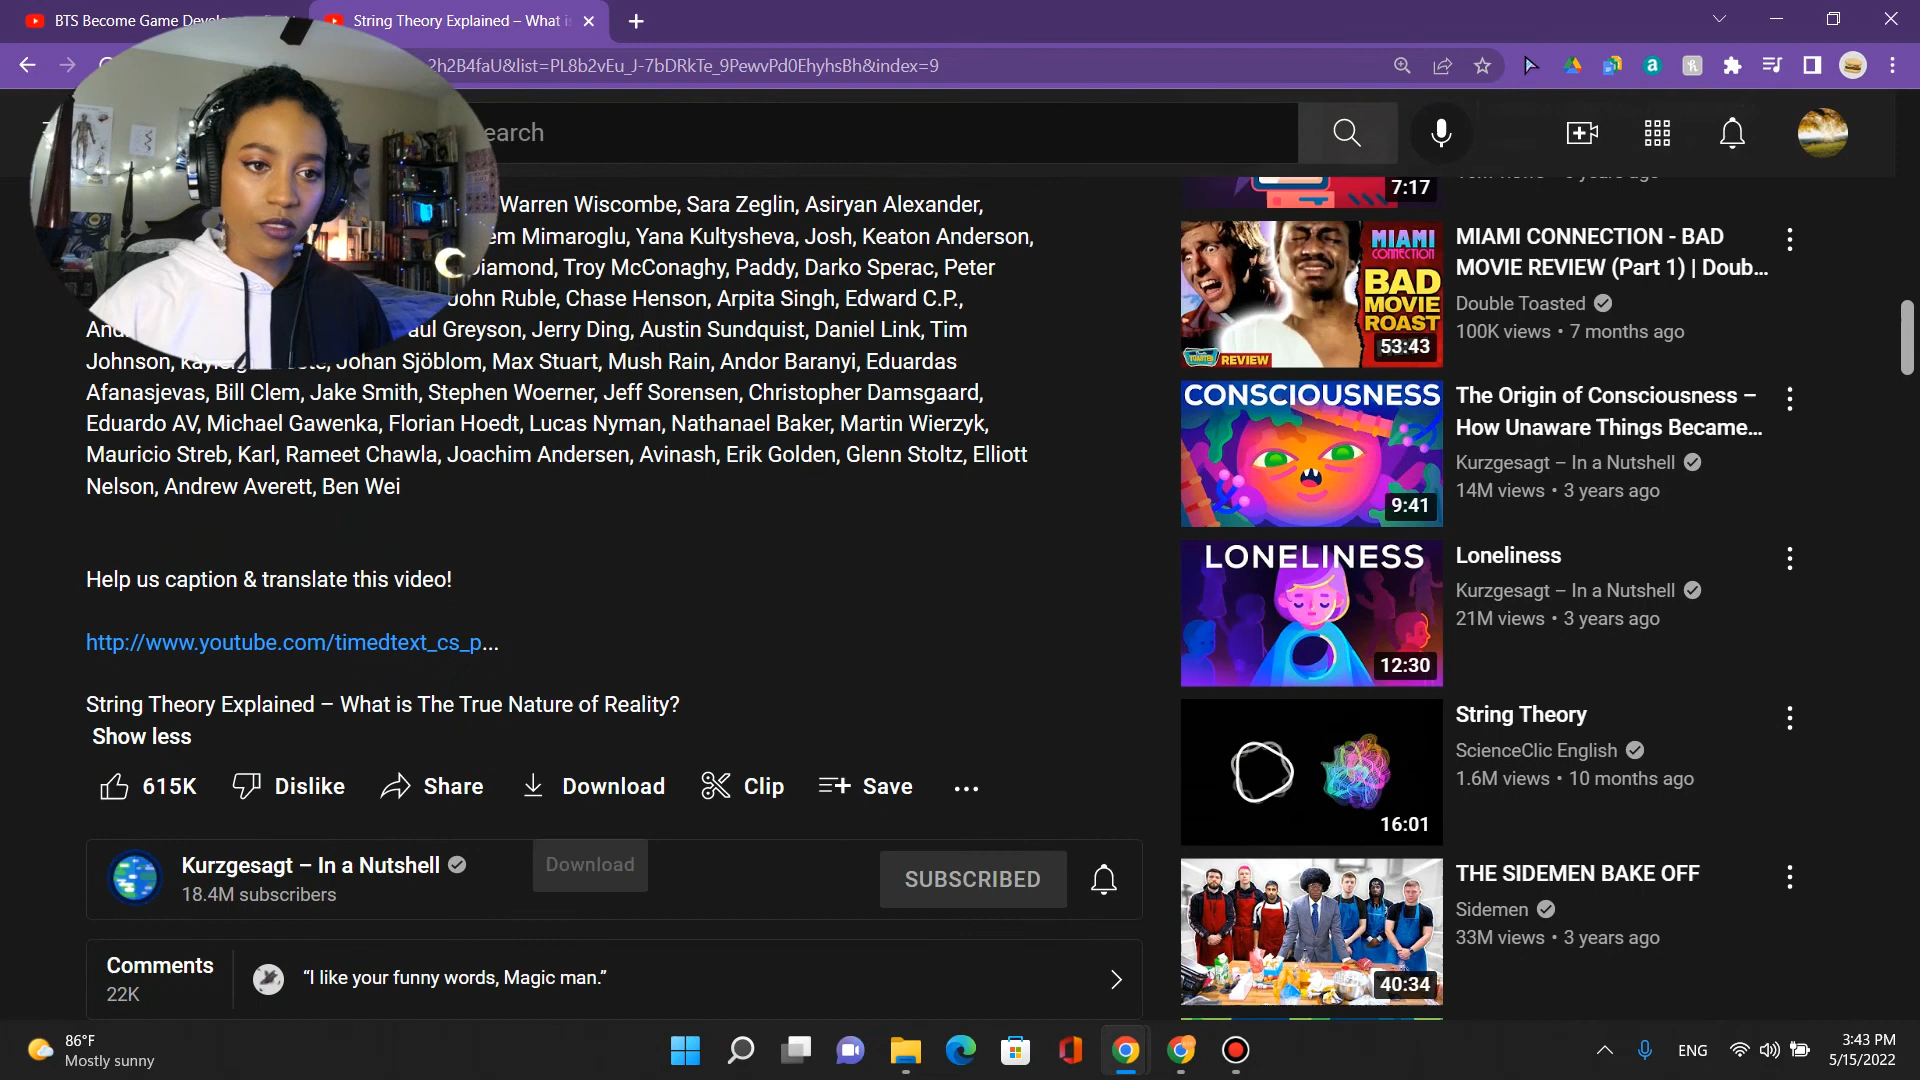 BTS Become Game Develo
String Theory Explained – What i
2h2B4faU&list=PL8b2vEu_J-7bDRkTe_9PewvPd0EhyhsBh&index=9
earch
Warren Wiscombe, Sara Zeglin, Asiryan Alexander,
em Mimaroglu, Yana Kultysheva, Josh, Keaton Anderson,
Diamond, Troy McConaghy, Paddy, Darko Sperac, Peter
John Ruble, Chase Henson, Arpita Singh, Edward C.P.,
And aul Greyson, Jerry Ding, Austin Sundquist, Daniel Link, Tim
Johnson, Johan Sjöblom, Max Stuart, Mush Rain, Andor Baranyi, Eduardas
Afanasjevas, Bill Clem, Jake Smith, Stephen Woerner, Jeff Sorensen, Christopher Damsgaard,
Eduardo AV, Michael Gawenka, Florian Hoedt, Lucas Nyman, Nathanael Baker, Martin Wierzyk,
Mauricio Streb, Karl, Rameet Chawla, Joachim Andersen, Avinash, Erik Golden, Glenn Stoltz, Elliott
Nelson, Andrew Averett, Ben Wei
Help us caption & translate this video!
http://www.youtube.com/timedtext_cs_p...
String Theory Explained – What is The True Nature of Reality?
Show less
615K Dislike Share Download Clip Save
Kurzgesagt – In a Nutshell
18.4M subscribers
Download
SUBSCRIBED
Comments
22K
“I like your funny words, Magic man.”
7:17
MIAMI CONNECTION
BAD MOVIE ROAST
TOASTED REVIEW
53:43
MIAMI CONNECTION - BAD
MOVIE REVIEW (Part 1) | Doub...
Double Toasted
100K views • 7 months ago
CONSCIOUSNESS
9:41
The Origin of Consciousness –
How Unaware Things Became...
Kurzgesagt – In a Nutshell
14M views • 3 years ago
LONELINESS
12:30
Loneliness
Kurzgesagt – In a Nutshell
21M views • 3 years ago
16:01
String Theory
ScienceClic English
1.6M views • 10 months ago
40:34
THE SIDEMEN BAKE OFF
Sidemen
33M views • 3 years ago
86°F
Mostly sunny
ENG
3:43 PM
5/15/2022